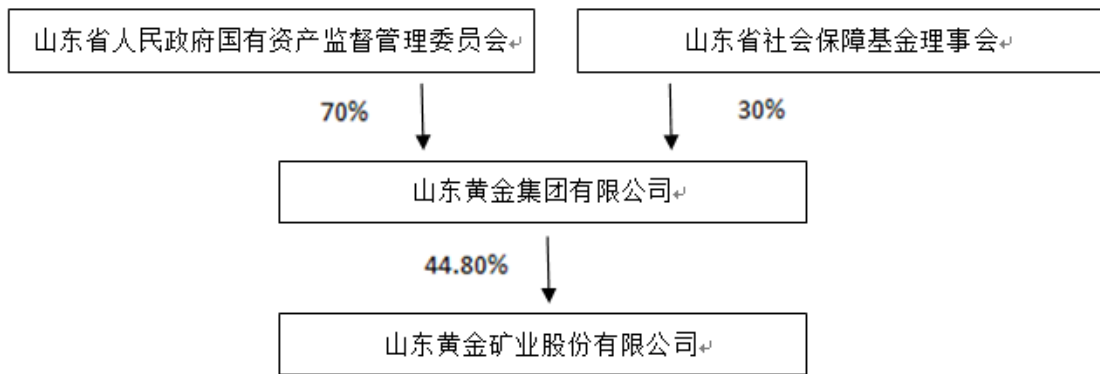 山东省人民政府国有资产监督管理委员会↵
山东省社会保障基金理事会↵
70%
30%
山东黄金集团有限公司↵
44.80%
山东黄金矿业股份有限公司↵